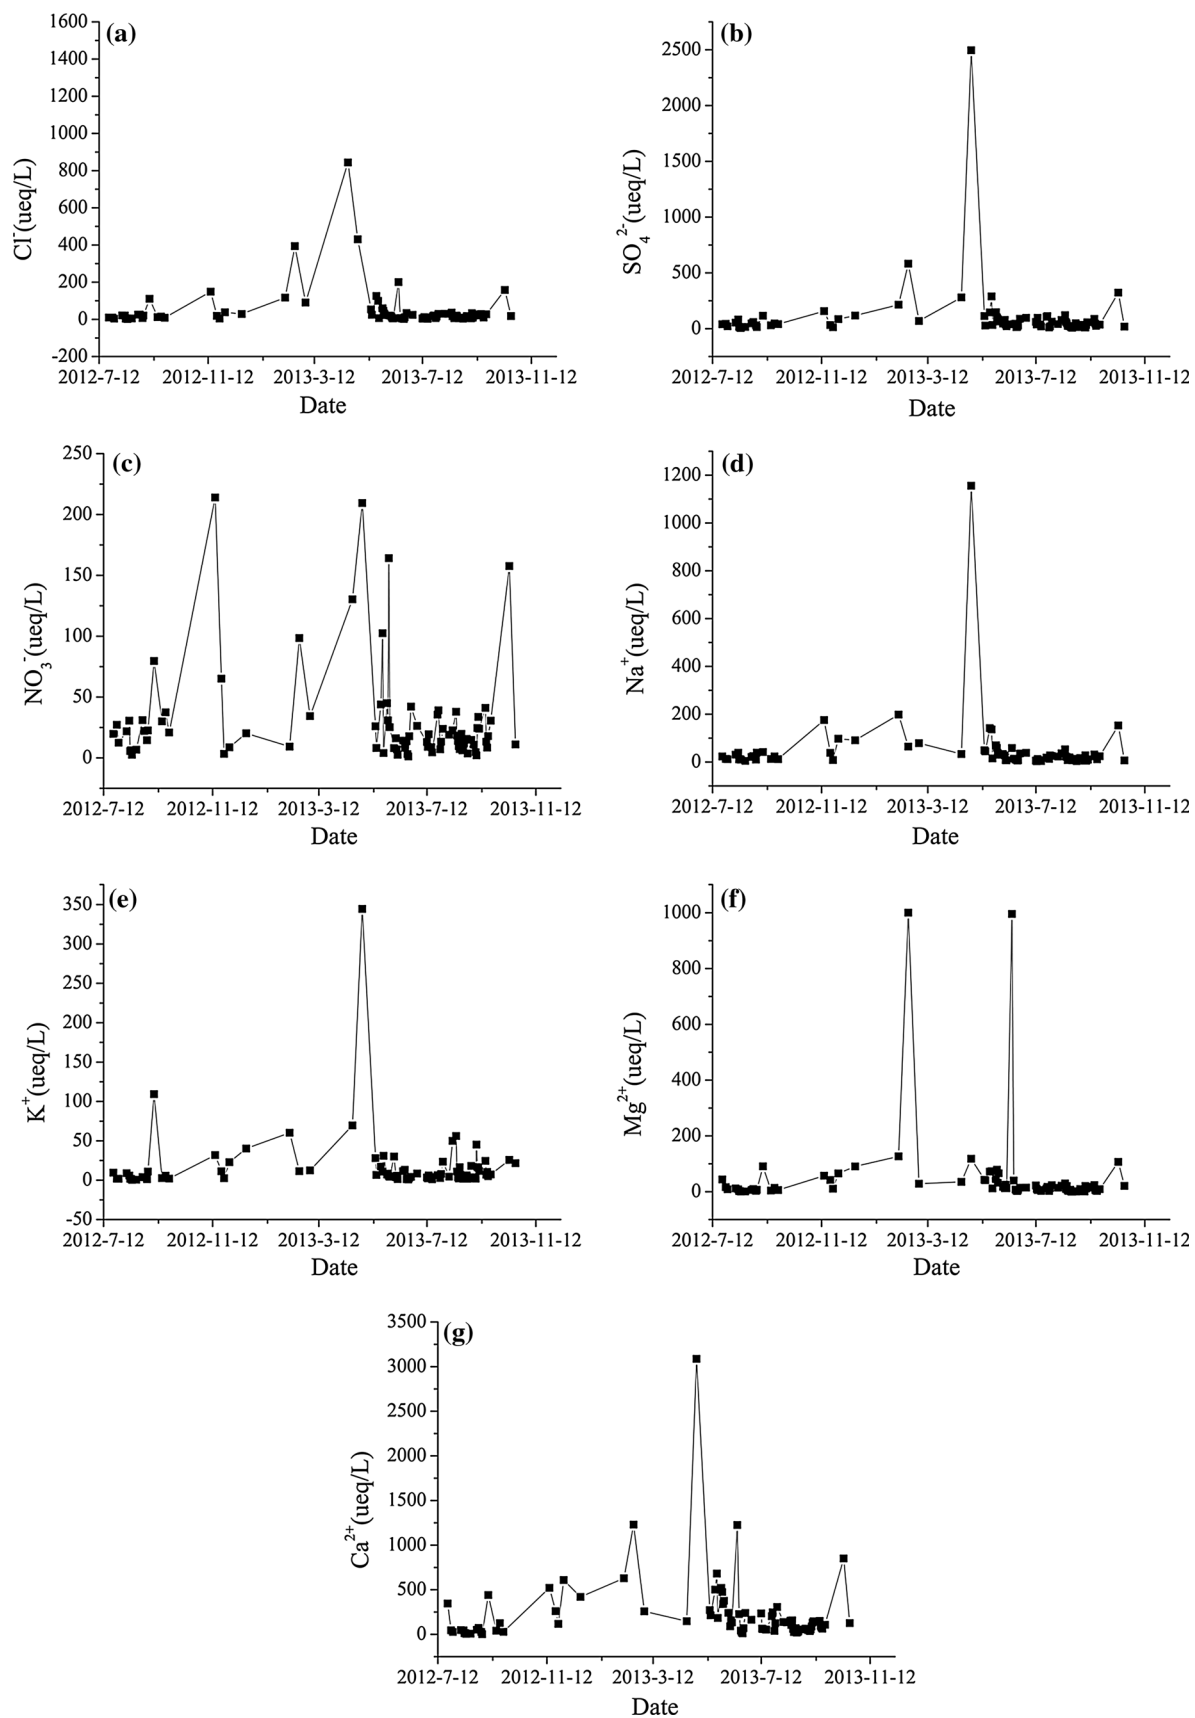 (a)
1600
1400
1200
1000
800
600
400
200
0
-200
Cl⁻(ueq/L)
2012-7-12 2012-11-12 2013-3-12 2013-7-12 2013-11-12
Date
(b)
2500
2000
1500
1000
500
0
SO₄²⁻(ueq/L)
2012-7-12 2012-11-12 2013-3-12 2013-7-12 2013-11-12
Date
(c)
250
200
150
100
50
0
NO₃⁻(ueq/L)
2012-7-12 2012-11-12 2013-3-12 2013-7-12 2013-11-12
Date
(d)
1200
1000
800
600
400
200
0
Na⁺(ueq/L)
2012-7-12 2012-11-12 2013-3-12 2013-7-12 2013-11-12
Date
(e)
350
300
250
200
150
100
50
0
-50
K⁺(ueq/L)
2012-7-12 2012-11-12 2013-3-12 2013-7-12 2013-11-12
Date
(f)
1000
800
600
400
200
0
Mg²⁺(ueq/L)
2012-7-12 2012-11-12 2013-3-12 2013-7-12 2013-11-12
Date
(g)
3500
3000
2500
2000
1500
1000
500
0
Ca²⁺(ueq/L)
2012-7-12 2012-11-12 2013-3-12 2013-7-12 2013-11-12
Date